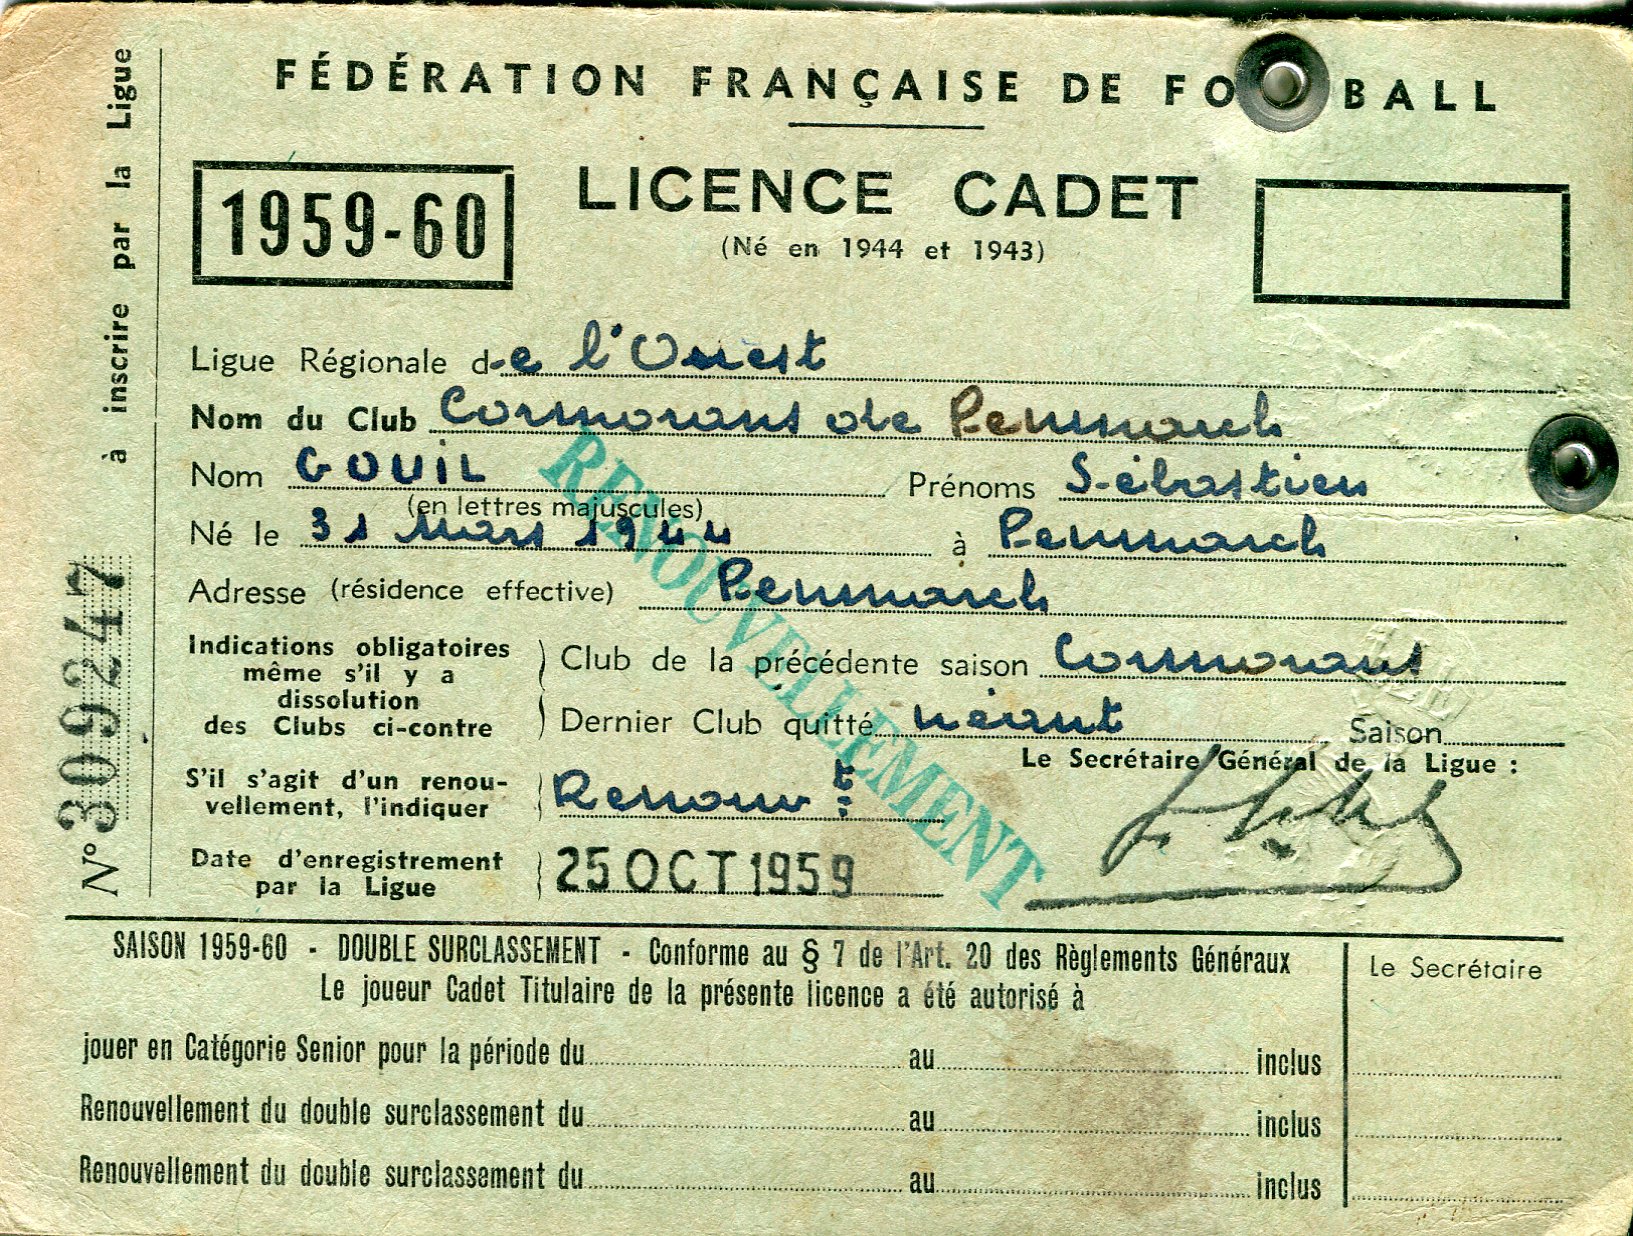 FÉDÉRATION FRANÇAISE DE FO BALL
1959-60
LICENCE CADET
(Né en 1944 et 1943)
à inscrire par la Ligue
N° 309247
Ligue Régionale d-e l'Ouest
Nom du Club Cormorans de Penmarch
Nom GOUIL Prénoms Sébastien
(en lettres majuscules)
Né le 31 Mars 1944 à Penmarch
Adresse (résidence effective) Penmarch
Indications obligatoires
même s'il y a
dissolution
des Clubs ci-contre
Club de la précédente saison Cormorans
Dernier Club quitté néant Saison
Le Secrétaire Général de la Ligue :
S'il s'agit d'un renou-
vellement, l'indiquer
Renouv t
Date d'enregistrement
par la Ligue
25 OCT 1959
RENOUVELLEMENT
SAISON 1959-60 - DOUBLE SURCLASSEMENT - Conforme au § 7 de l'Art. 20 des Règlements Généraux
Le joueur Cadet Titulaire de la présente licence a été autorisé à
Le Secrétaire
jouer en Catégorie Senior pour la période du au inclus
Renouvellement du double surclassement du au inclus
Renouvellement du double surclassement du au inclus